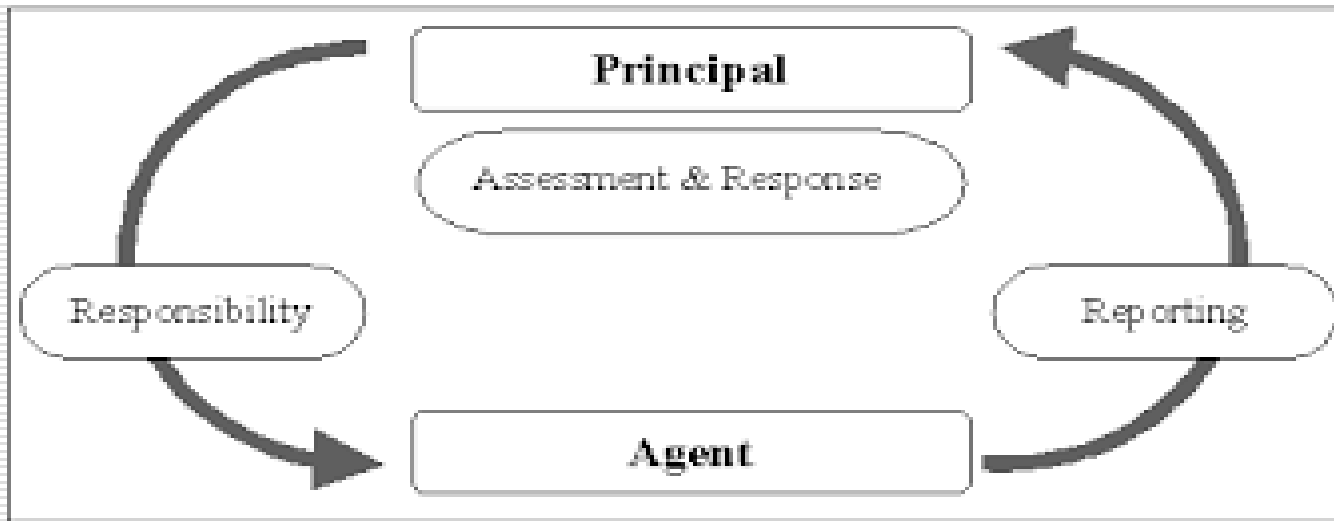 Principal
Assessment & Response
Responsibility
Reporting
Agent